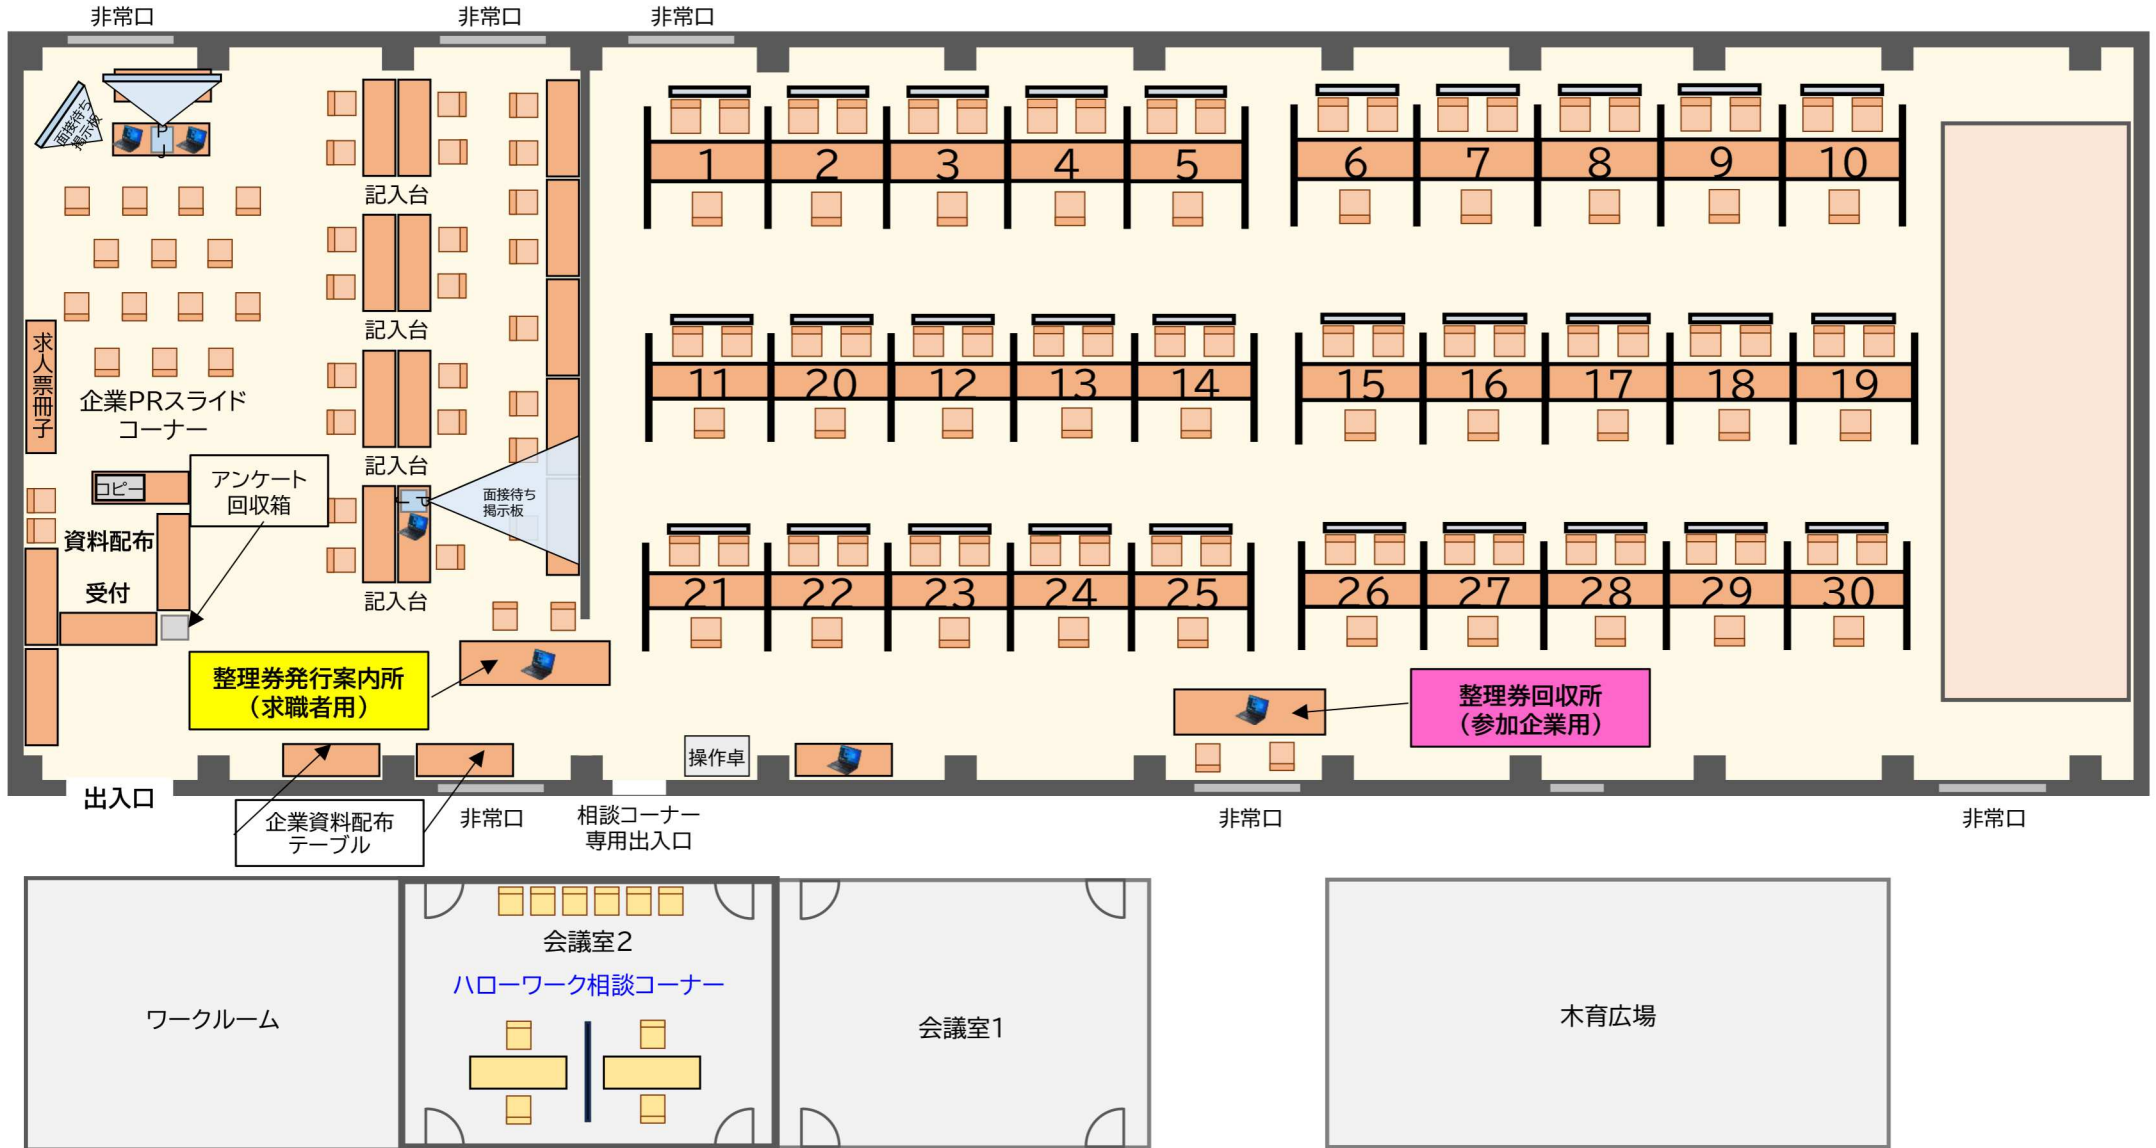 非常口
非常口
非常口
面接待ち
掲示板
PJ
記入台
記入台
記入台
記入台
求人票冊子
企業PRスライド
コーナー
コピー
アンケート
回収箱
資料配布
受付
PJ
面接待ち
掲示板
1
2
3
4
5
6
7
8
9
10
11
20
12
13
14
15
16
17
18
19
21
22
23
24
25
26
27
28
29
30
整理券発行案内所
（求職者用）
整理券回収所
（参加企業用）
操作卓
出入口
企業資料配布
テーブル
非常口
相談コーナー
専用出入口
非常口
非常口
ワークルーム
会議室2
ハローワーク相談コーナー
会議室1
木育広場